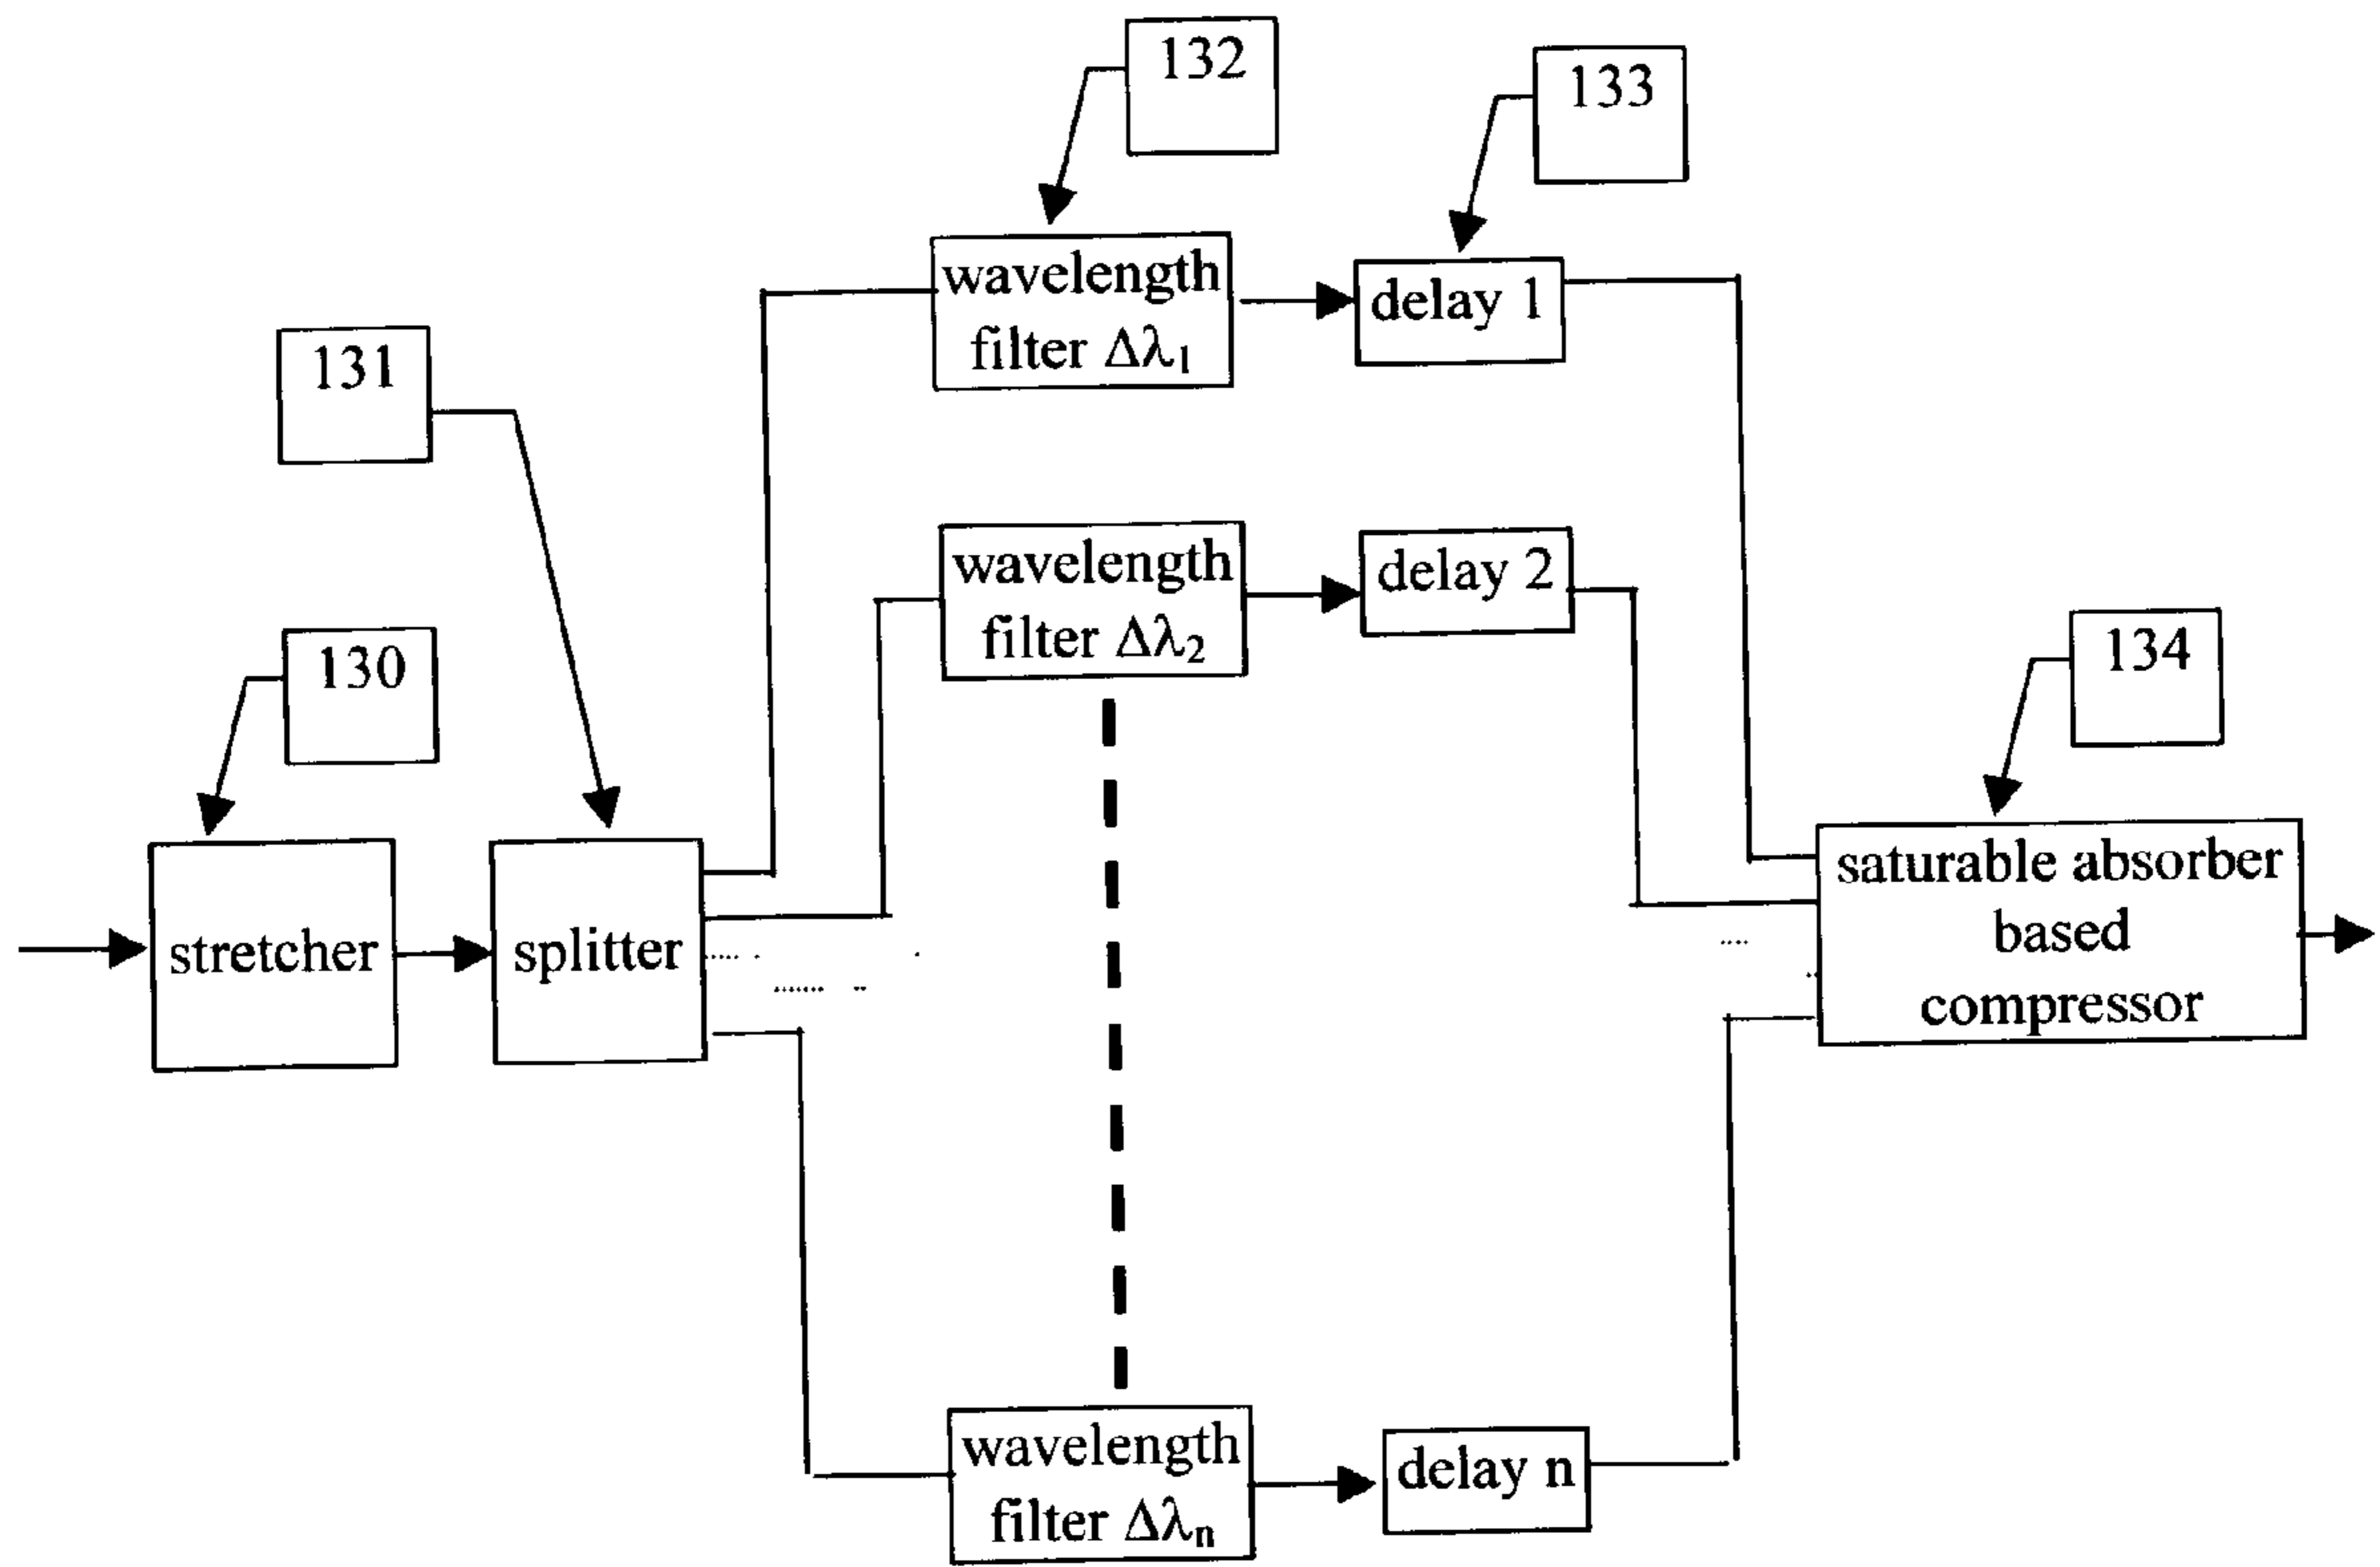 132
133
wavelength
filter Δλ1
delay 1
131
wavelength
filter Δλ2
delay 2
130
134
stretcher
splitter
saturable absorber
based
compressor
wavelength
filter Δλn
delay n